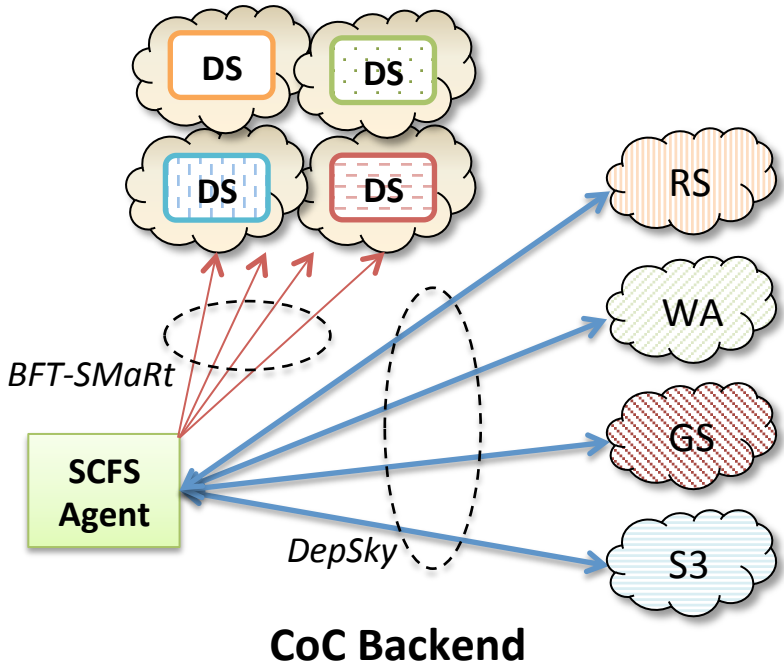 DS
DS
DS
DS
RS
WA
BFT-SMaRt
GS
SCFS
Agent
DepSky
S3
CoC Backend